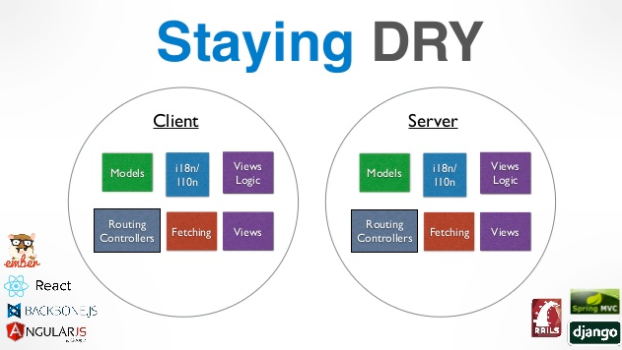 Staying DRY
Client
Models
i18n/
l10n
Views
Logic
Routing
Controllers
Fetching
Views
Server
Models
i18n/
l10n
Views
Logic
Routing
Controllers
Fetching
Views
ember
React
BACKBONE.JS
ANGULARJS
RAILS
Spring MVC
django